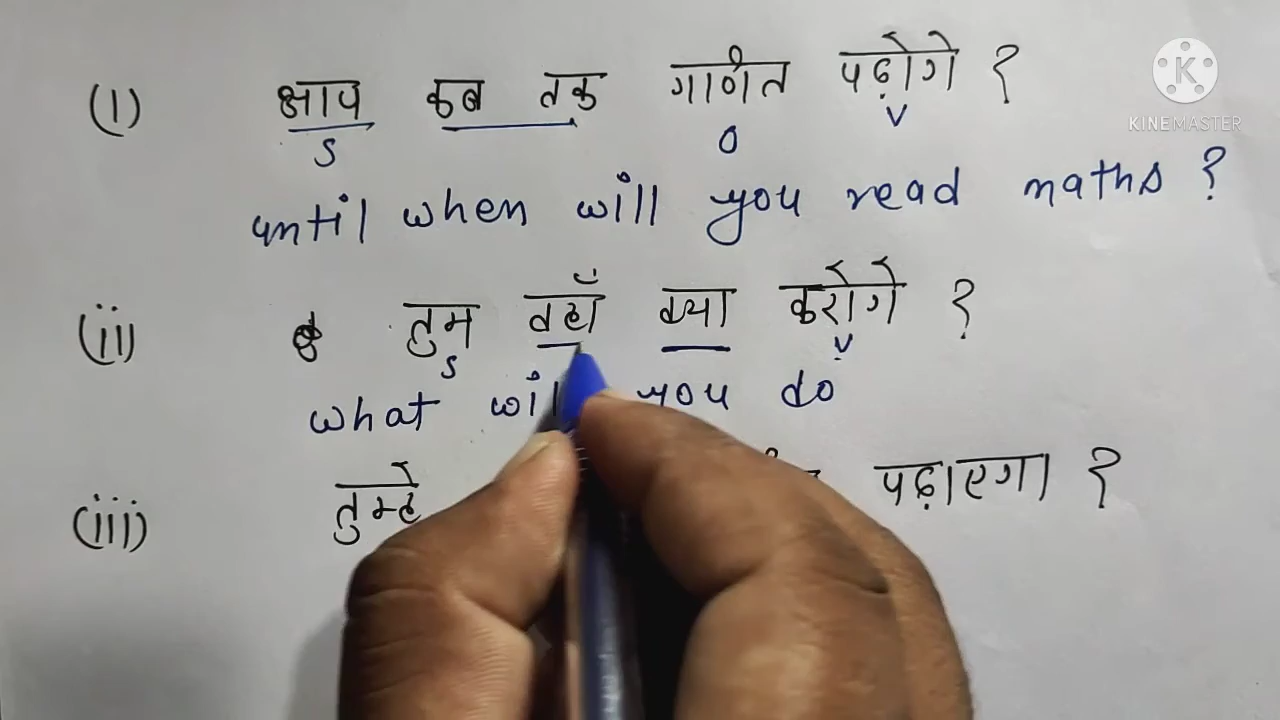 (i) आप कब तक गणित पढ़ोगे ?
S O V
until when will you read maths ?
(ii) तुम वहाँ क्या करोगे ?
S V
what will you do
(iii) तुम्हे पढ़ाएगा ?
K
KINEMASTER